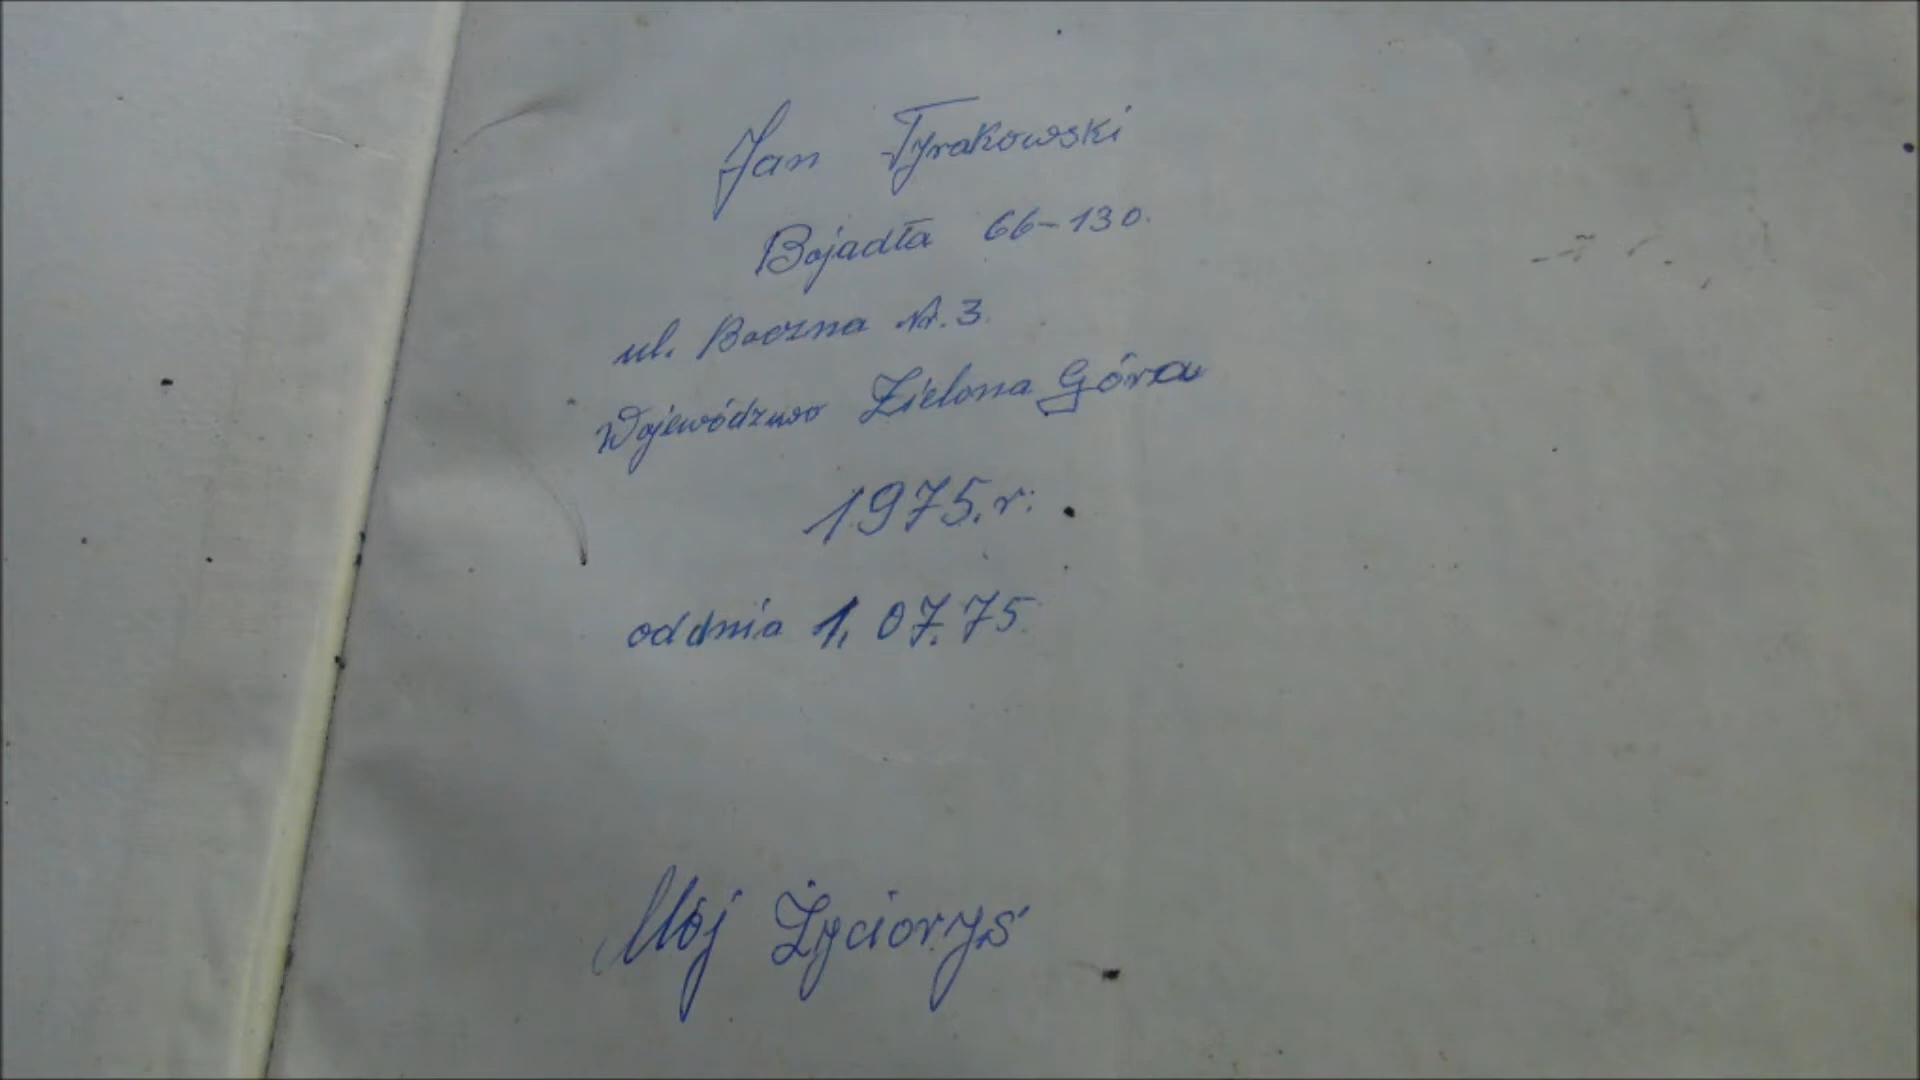 Jan Tyrakowski
Bojadła 66-130.
ul. Boczna Nr. 3.
Województwo Zielona Góra
1975.r.
oddnia 1.07.75.
Mój Życiorys